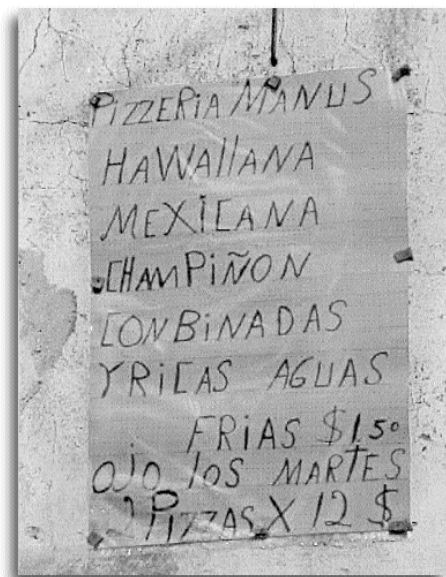 PIZZERIA MANUS
HAWAllANA
MEXICANA
CHAMPIÑON
CONBINADAS
YRICAS AGUAS
FRIAS $1.50
OJO los MARTES
2 PIZZAS X 12 $